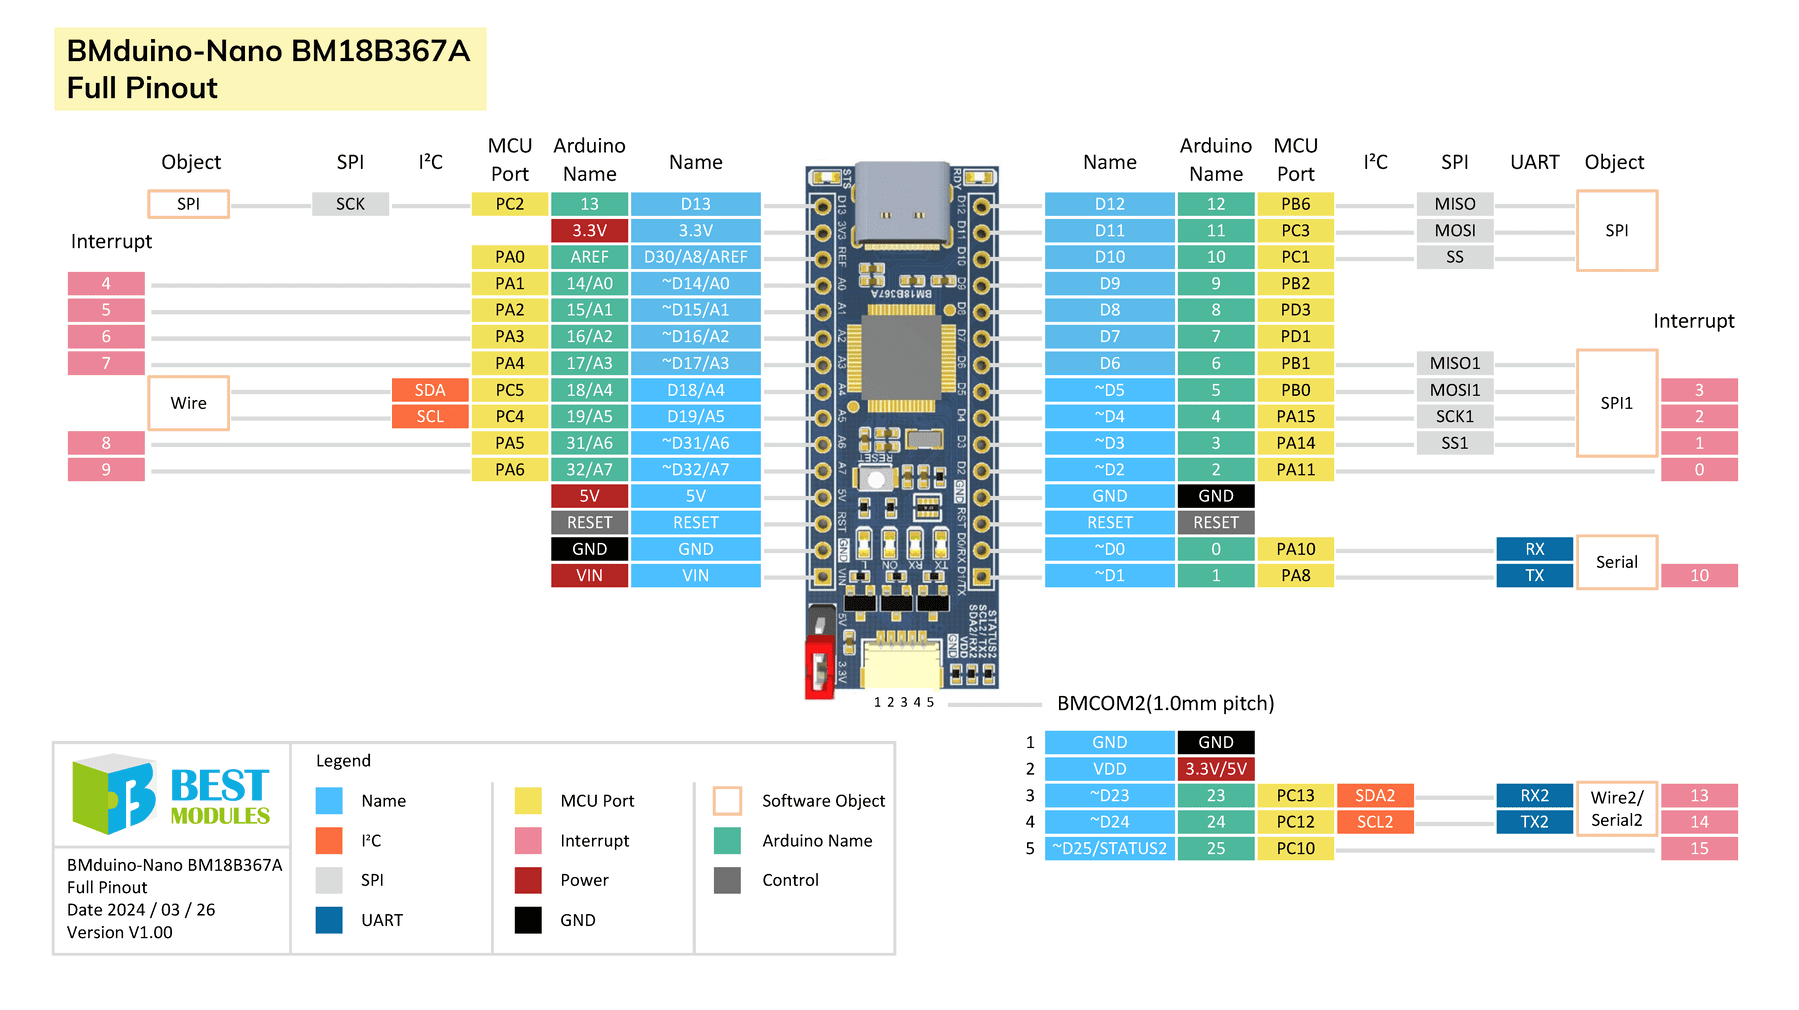 BMduino-Nano BM18B367A
Full Pinout
Object SPI I²C MCU Port Arduino Name Name
SPI SCK PC2 13 D13
3.3V 3.3V
Interrupt
PA0 AREF D30/A8/AREF
4 PA1 14/A0 ~D14/A0
5 PA2 15/A1 ~D15/A1
6 PA3 16/A2 ~D16/A2
7 PA4 17/A3 ~D17/A3
Wire SDA PC5 18/A4 D18/A4
SCL PC4 19/A5 D19/A5
8 PA5 31/A6 ~D31/A6
9 PA6 32/A7 ~D32/A7
5V 5V
RESET RESET
GND GND
VIN VIN
STS RDY
D13 D12
3V3 D11
REF D10
A0 D9
A1 D8
A2 D7
A3 D6
A4 D5
A5 D4
A6 D3
A7 D2
5V GND
RST RST
GND D0/RX
VIN D1/TX
BM18B367A
RESET
L ON RX TX
5V
3.3V
STATUS2
SCL2/TX2
SDA2/RX2
VDD
GND
1 2 3 4 5
Name Arduino Name MCU Port I²C SPI UART Object
D12 12 PB6 MISO SPI
D11 11 PC3 MOSI
D10 10 PC1 SS
D9 9 PB2
D8 8 PD3
Interrupt
D7 7 PD1
D6 6 PB1 MISO1 SPI1
~D5 5 PB0 MOSI1 3
~D4 4 PA15 SCK1 2
~D3 3 PA14 SS1 1
~D2 2 PA11 0
GND GND
RESET RESET
~D0 0 PA10 RX Serial
~D1 1 PA8 TX 10
BMCOM2(1.0mm pitch)
1 GND GND
2 VDD 3.3V/5V
3 ~D23 23 PC13 SDA2 RX2 Wire2/ 13
4 ~D24 24 PC12 SCL2 TX2 Serial2 14
5 ~D25/STATUS2 25 PC10 15
BEST
MODULES
BMduino-Nano BM18B367A
Full Pinout
Date 2024 / 03 / 26
Version V1.00
Legend
Name
I²C
SPI
UART
MCU Port
Interrupt
Power
GND
Software Object
Arduino Name
Control